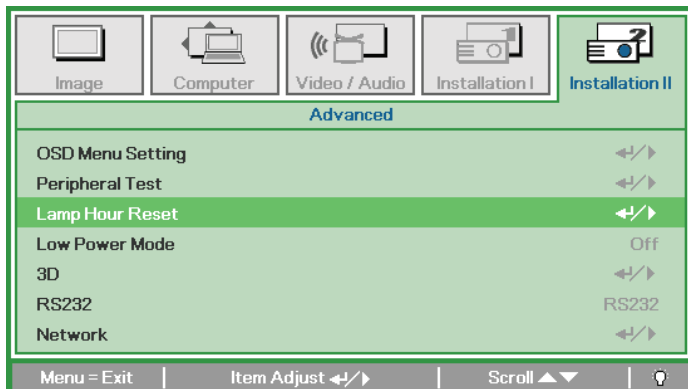 Image Computer Video / Audio Installation I Installation II
Advanced
OSD Menu Setting
Peripheral Test
Lamp Hour Reset
Low Power Mode Off
3D
RS232 RS232
Network
Menu = Exit Item Adjust Scroll